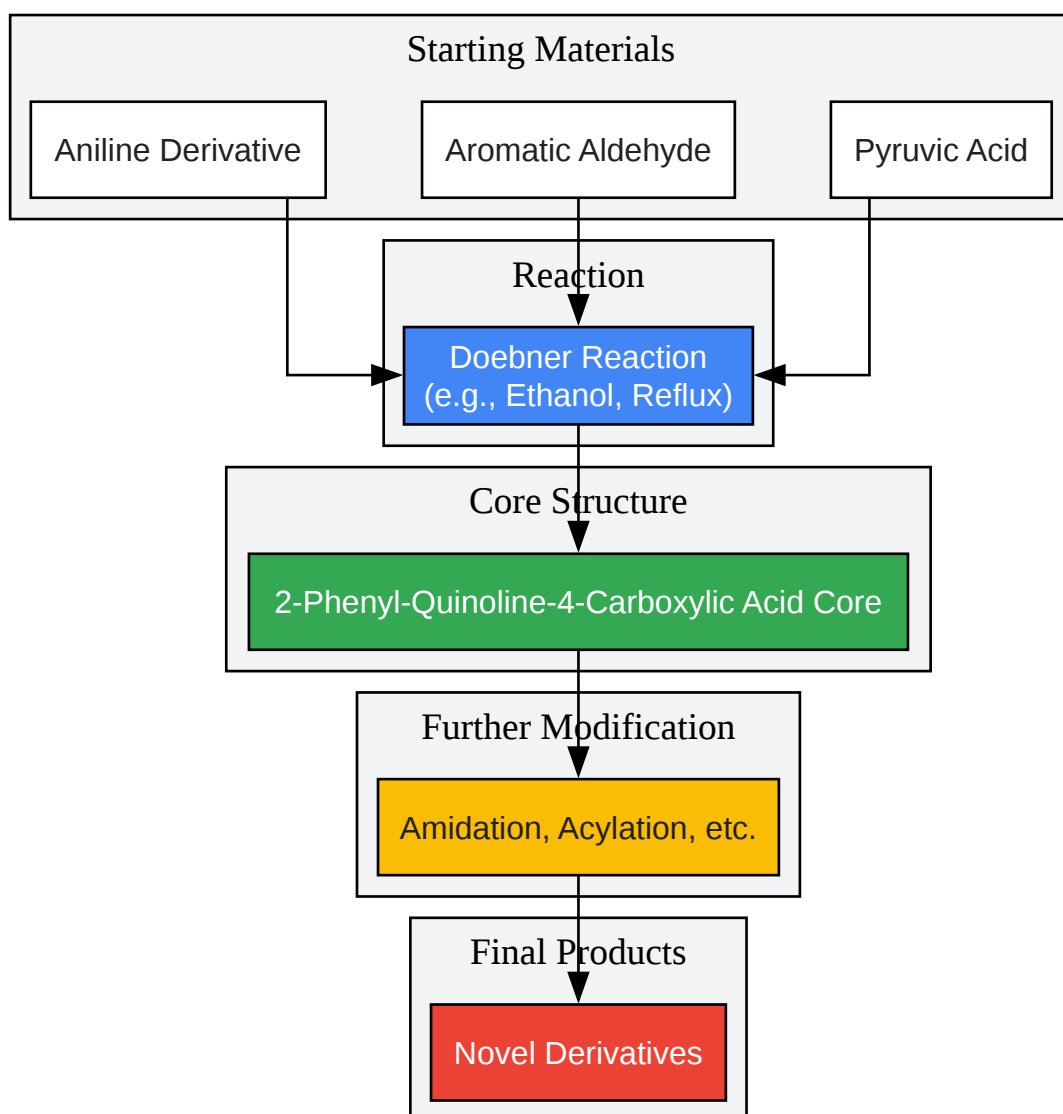 Starting Materials
Aniline Derivative
Aromatic Aldehyde
Pyruvic Acid
Reaction
Doebner Reaction
(e.g., Ethanol, Reflux)
Core Structure
2-Phenyl-Quinoline-4-Carboxylic Acid Core
Further Modification
Amidation, Acylation, etc.
Final Products
Novel Derivatives